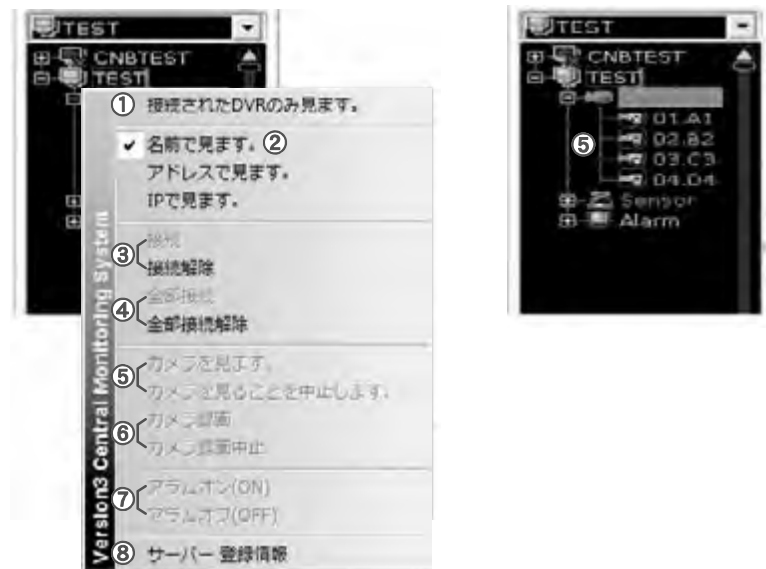 TEST
CNBTEST
TEST
① 接続されたDVRのみ見ます。
✔ 名前で見ます。②
アドレスで見ます。
IPで見ます。
③ 接続
接続解除
④ 全部接続
全部接続解除
⑤ カメラを見ます。
カメラを見ることを中止します。
⑥ カメラ録画
カメラ録画中止
⑦ アラムオン(ON)
アラムオフ(OFF)
⑧ サーバー 登録情報
Version3 Central Monitoring System
TEST
CNBTEST
TEST
⑤
01.A1
02.B2
03.C3
04.D4
Sensor
Alarm